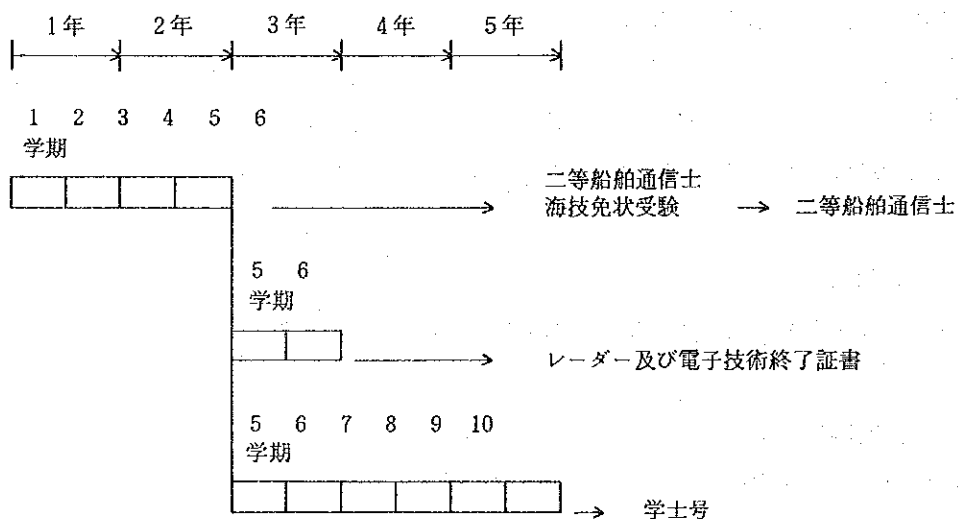 1年 2年 3年 4年 5年
1 2 3 4 5 6
学期
二等船舶通信士
海技免状受験 → 二等船舶通信士
5 6
学期
レーダー及び電子技術終了証書
5 6 7 8 9 10
学期
学士号